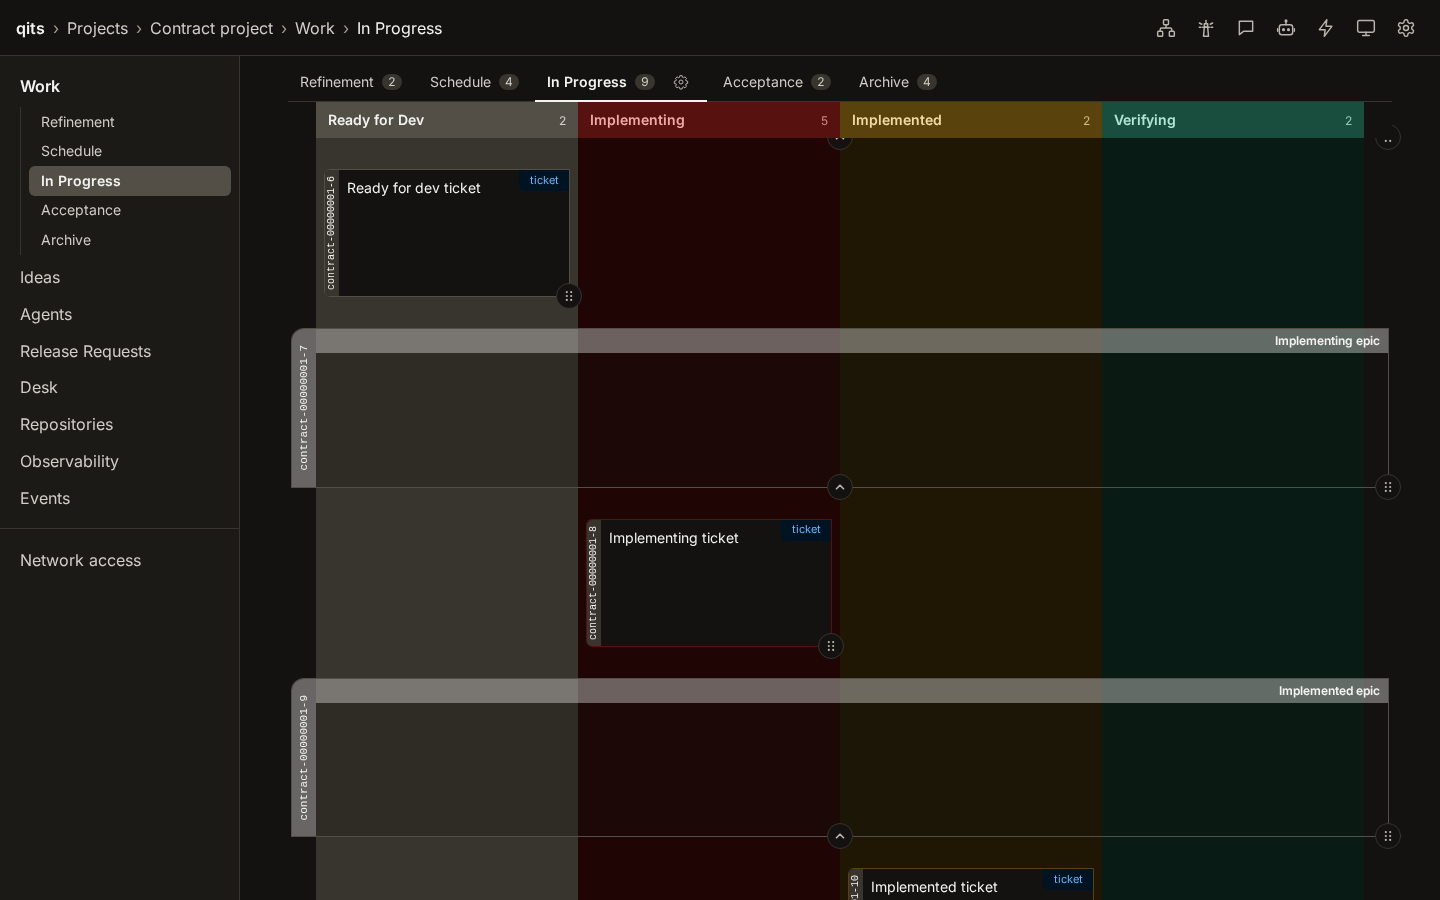 qits › Projects › Contract project › Work › In Progress
Work
Refinement
Schedule
In Progress
Acceptance
Archive
Ideas
Agents
Release Requests
Desk
Repositories
Observability
Events
Network access
Refinement 2
Schedule 4
In Progress 9
Acceptance 2
Archive 4
Ready for Dev 2
Implementing 5
Implemented 2
Verifying 2
contract-00000001-6
Ready for dev ticket
ticket
contract-00000001-7
Implementing epic
contract-00000001-8
Implementing ticket
ticket
contract-00000001-9
Implemented epic
1-10
Implemented ticket
ticket